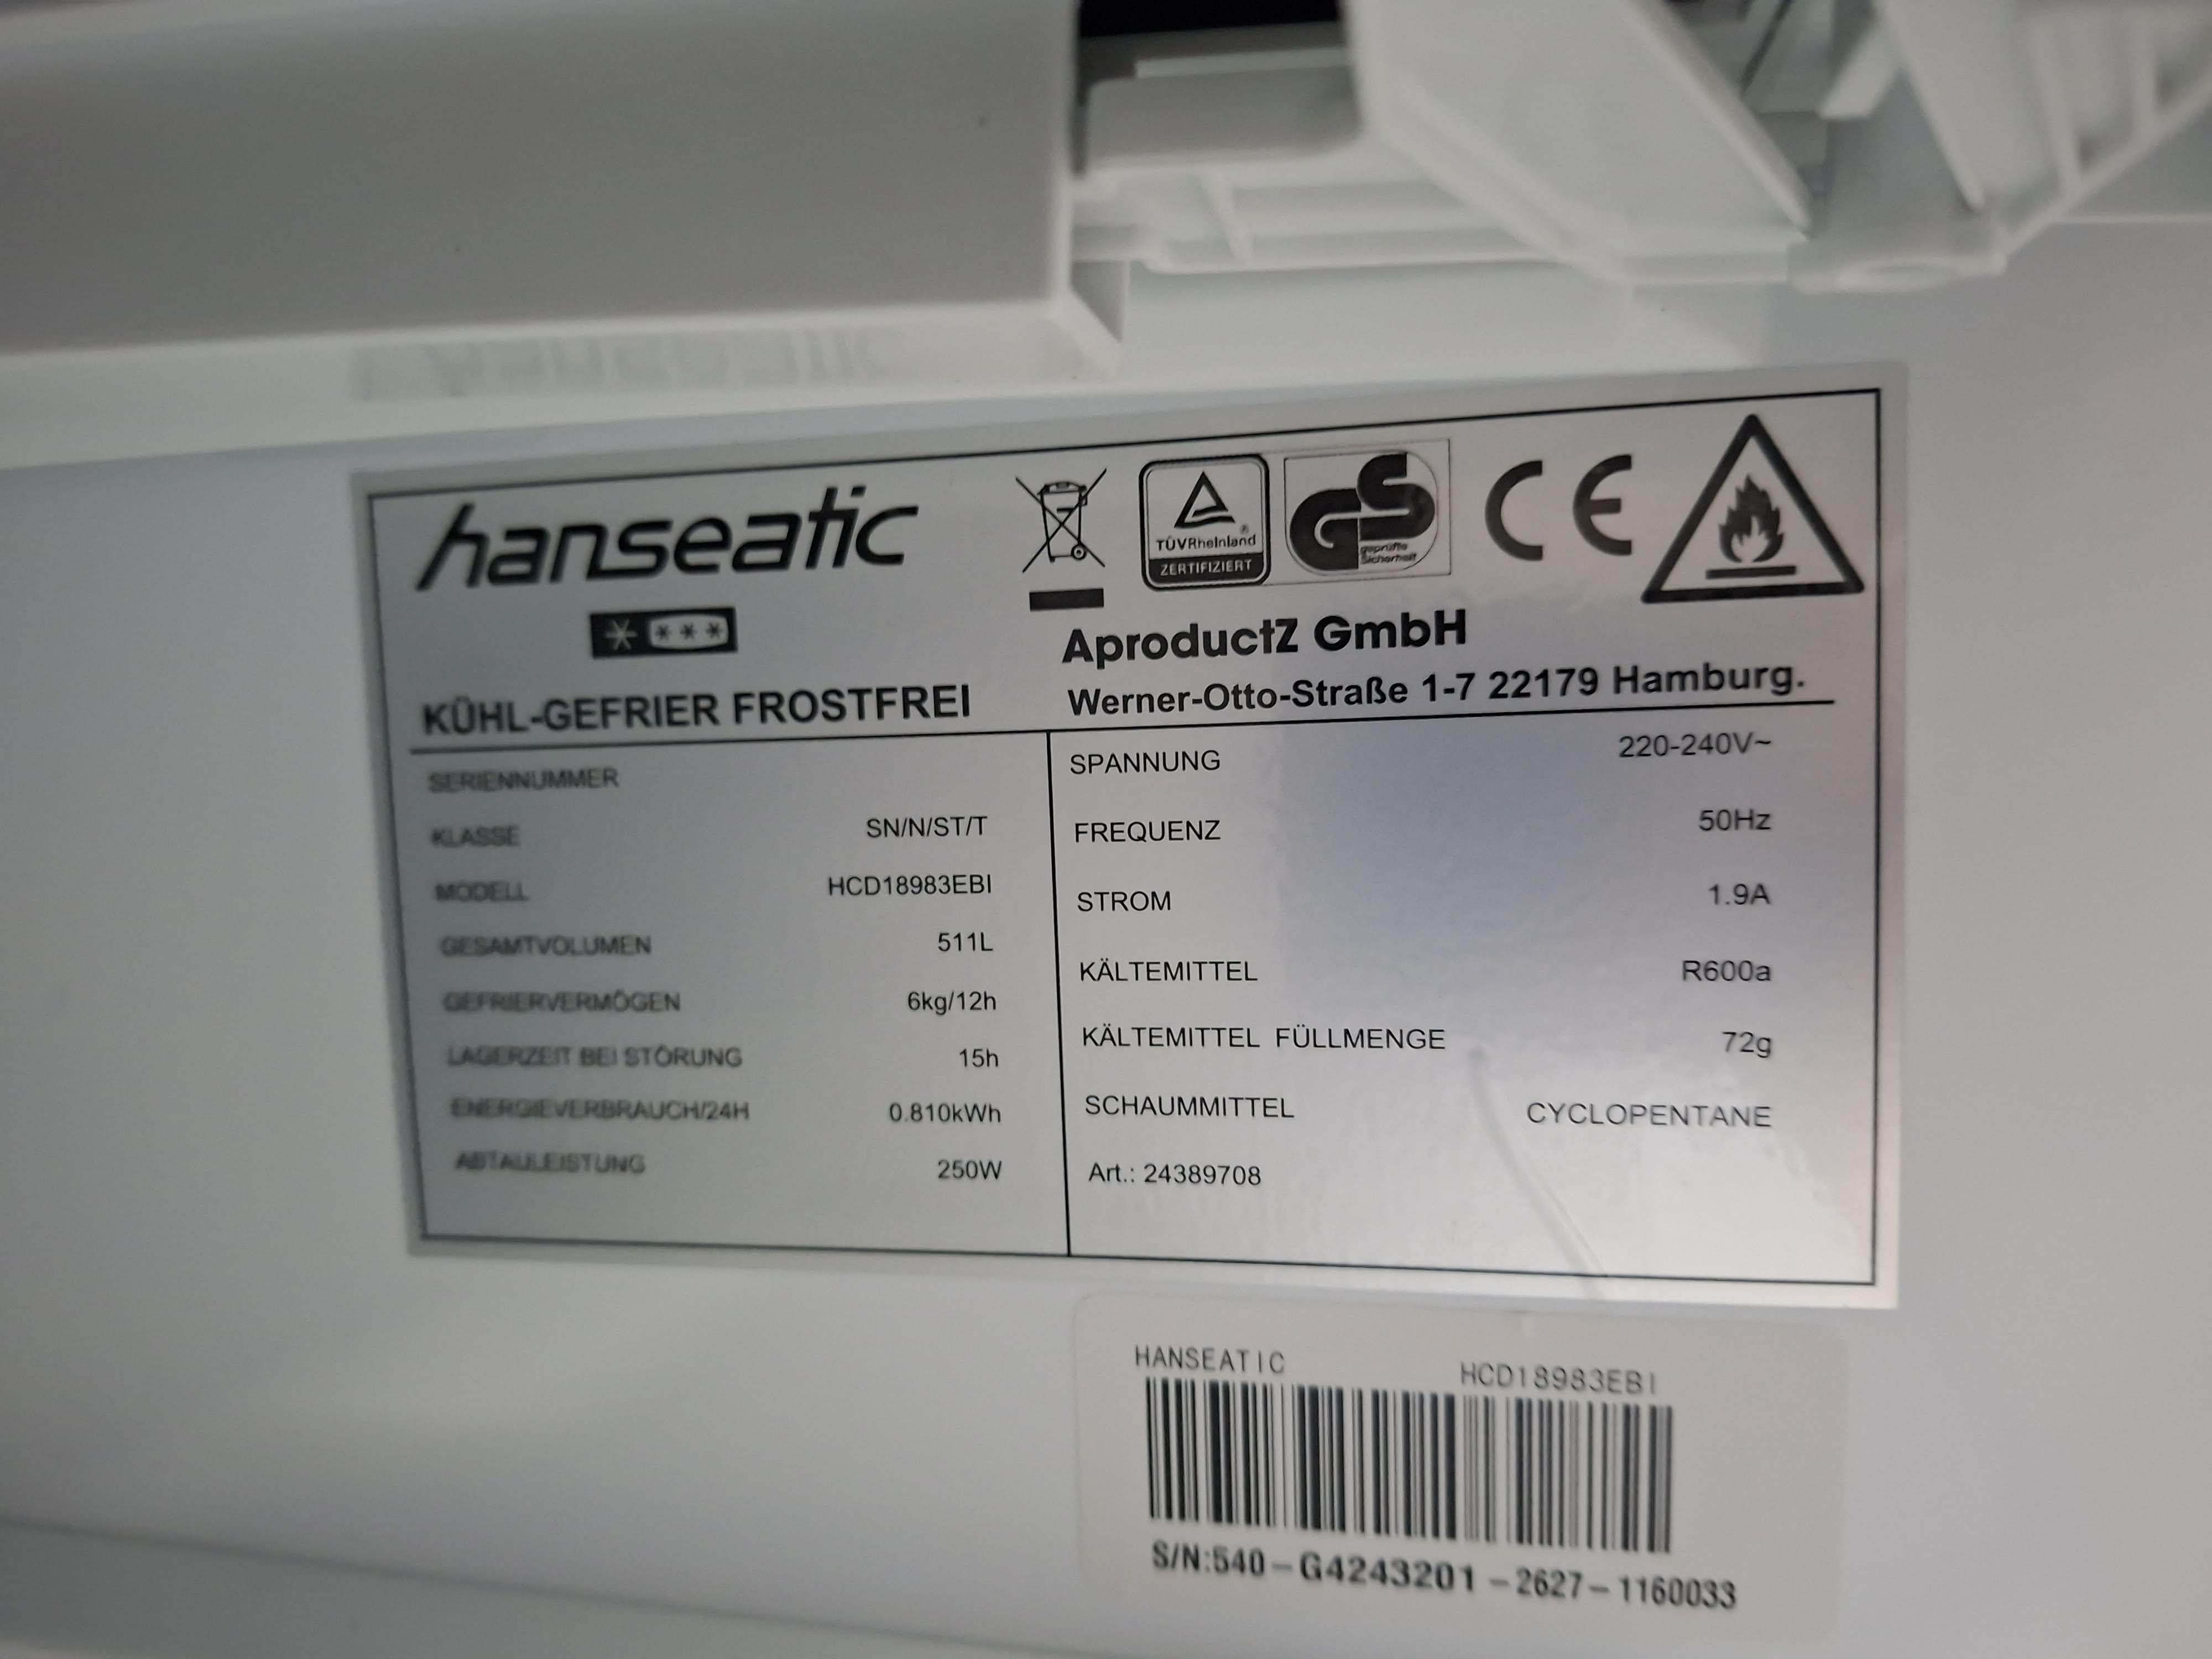 hanseatic
TÜVRheinland
ZERTIFIZIERT
GS
geprüfte
Sicherheit
CE
AproductZ GmbH
Werner-Otto-Straße 1-7 22179 Hamburg.
KÜHL-GEFRIER FROSTFREI
SERIENNUMMER
KLASSE SN/N/ST/T
MODELL HCD18983EBI
GESAMTVOLUMEN 511L
GEFRIERVERMÖGEN 6kg/12h
LAGERZEIT BEI STÖRUNG 15h
ENERGIEVERBRAUCH/24H 0.810kWh
ABTAULEISTUNG 250W
SPANNUNG 220-240V~
FREQUENZ 50Hz
STROM 1.9A
KÄLTEMITTEL R600a
KÄLTEMITTEL FÜLLMENGE 72g
SCHAUMMITTEL CYCLOPENTANE
Art.: 24389708
HANSEATIC HCD18983EBI
S/N:540-G4243201-2627-1160033